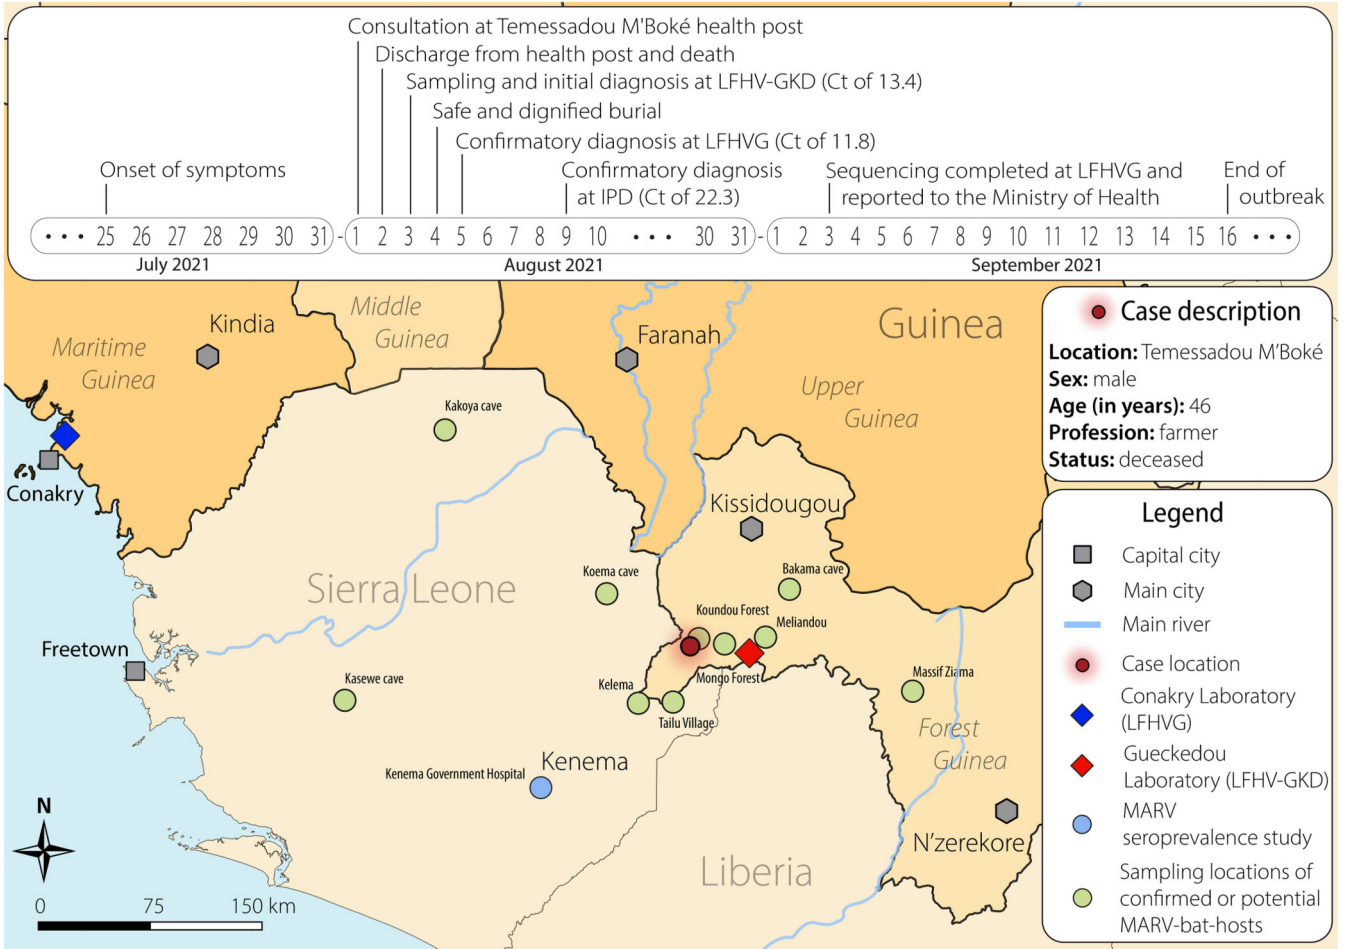 Consultation at Temessadou M'Boké health post
Discharge from health post and death
Sampling and initial diagnosis at LFHV-GKD (Ct of 13.4)
Safe and dignified burial
Confirmatory diagnosis at LFHVG (Ct of 11.8)
Onset of symptoms
Confirmatory diagnosis
at IPD (Ct of 22.3)
Sequencing completed at LFHVG and
reported to the Ministry of Health
End of
outbreak
••• 25 26 27 28 29 30 31 - 1 2 3 4 5 6 7 8 9 10 ••• 30 31 - 1 2 3 4 5 6 7 8 9 10 11 12 13 14 15 16 •••
July 2021
August 2021
September 2021
Case description
Location: Temessadou M'Boké
Sex: male
Age (in years): 46
Profession: farmer
Status: deceased
Middle
Guinea
Kindia
Maritime
Guinea
Faranah
Guinea
Upper
Guinea
Kakoya cave
Conakry
Kissidougou
Koema cave
Bakama cave
Sierra Leone
Koundou Forest
Meliandou
Freetown
Kasewe cave
Kelema
Mongo Forest
Tailu Village
Massif Ziama
Forest
Guinea
Kenema
Kenema Government Hospital
N'zerekore
Liberia
N
0 75 150 km
Legend
Capital city
Main city
Main river
Case location
Conakry Laboratory
(LFHVG)
Gueckedou
Laboratory (LFHV-GKD)
MARV
seroprevalence study
Sampling locations of
confirmed or potential
MARV-bat-hosts